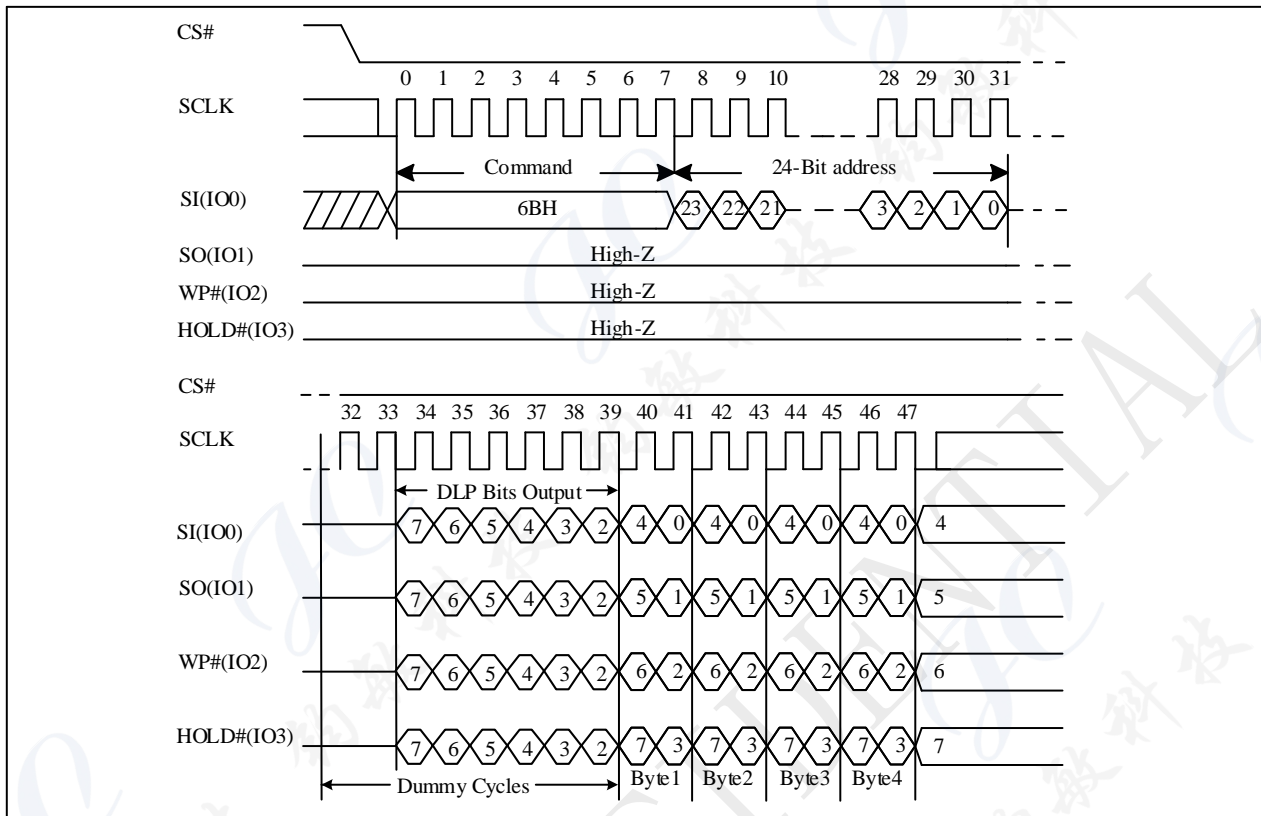 CS#
0 1 2 3 4 5 6 7 8 9 10 28 29 30 31
SCLK
Command 24-Bit address
SI(IO0) 6BH 23 22 21 3 2 1 0
SO(IO1) High-Z
WP#(IO2) High-Z
HOLD#(IO3) High-Z
CS#
32 33 34 35 36 37 38 39 40 41 42 43 44 45 46 47
SCLK
DLP Bits Output
SI(IO0) 7 6 5 4 3 2 4 0 4 0 4 0 4 0 4
SO(IO1) 7 6 5 4 3 2 5 1 5 1 5 1 5 1 5
WP#(IO2) 7 6 5 4 3 2 6 2 6 2 6 2 6 2 6
HOLD#(IO3) 7 6 5 4 3 2 7 3 7 3 7 3 7 3 7
Dummy Cycles Byte1 Byte2 Byte3 Byte4